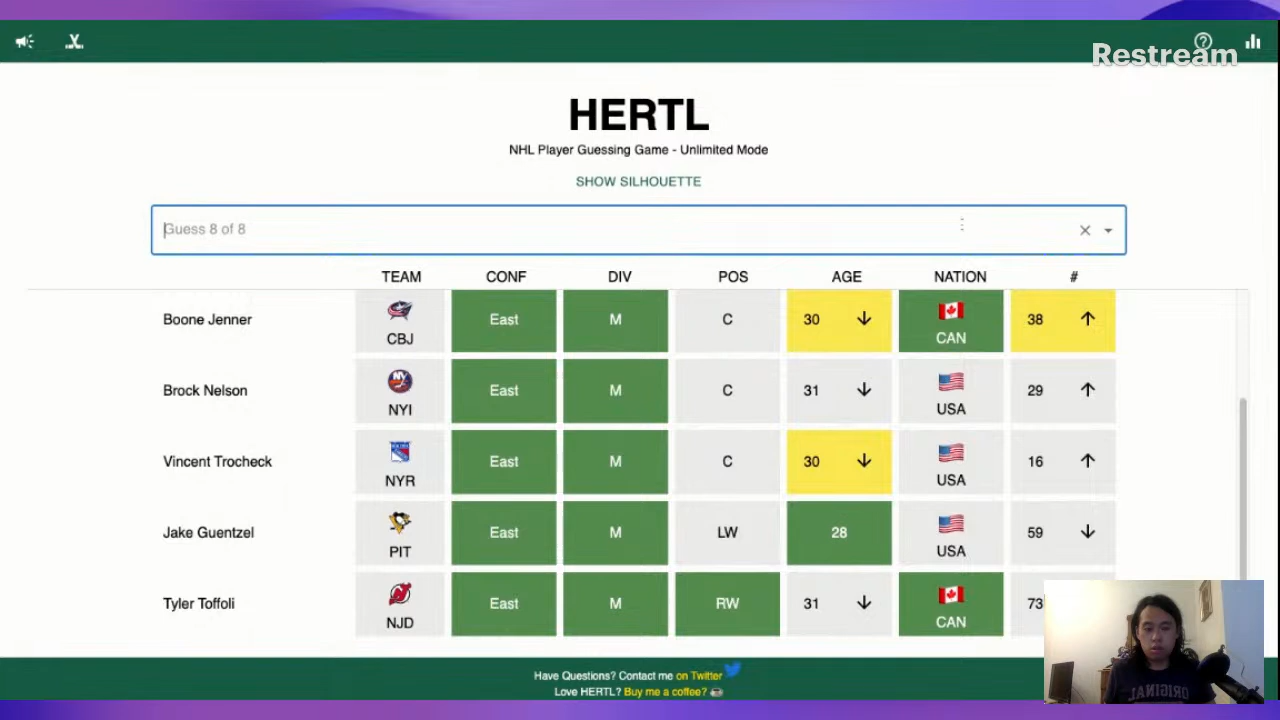 Restream
HERTL
NHL Player Guessing Game - Unlimited Mode
SHOW SILHOUETTE
Guess 8 of 8
TEAM CONF DIV POS AGE NATION #
Boone Jenner CBJ East M C 30 ↓ CAN 38 ↑
Brock Nelson NYI East M C 31 ↓ USA 29 ↑
Vincent Trocheck NYR East M C 30 ↓ USA 16 ↑
Jake Guentzel PIT East M LW 28 USA 59 ↓
Tyler Toffoli NJD East M RW 31 ↓ CAN 73
Have Questions? Contact me on Twitter
Love HERTL? Buy me a coffee?
ORIGINAL